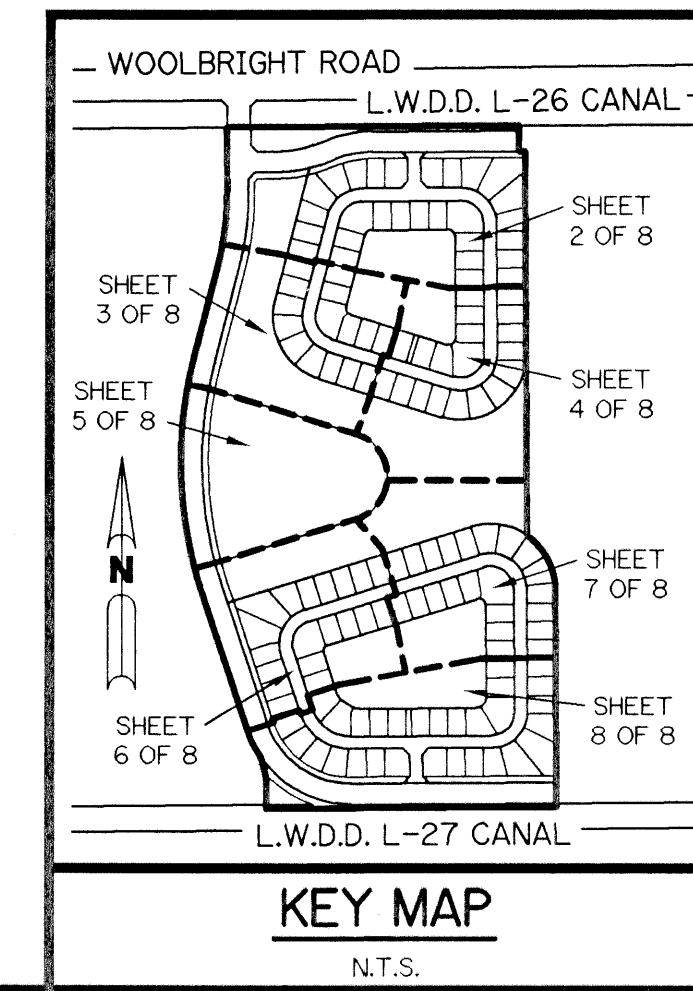 WOOLBRIGHT ROAD
L.W.D.D. L-26 CANAL
SHEET
2 OF 8
SHEET
3 OF 8
SHEET
4 OF 8
SHEET
5 OF 8
N
SHEET
7 OF 8
SHEET
6 OF 8
SHEET
8 OF 8
L.W.D.D. L-27 CANAL
KEY MAP
N.T.S.